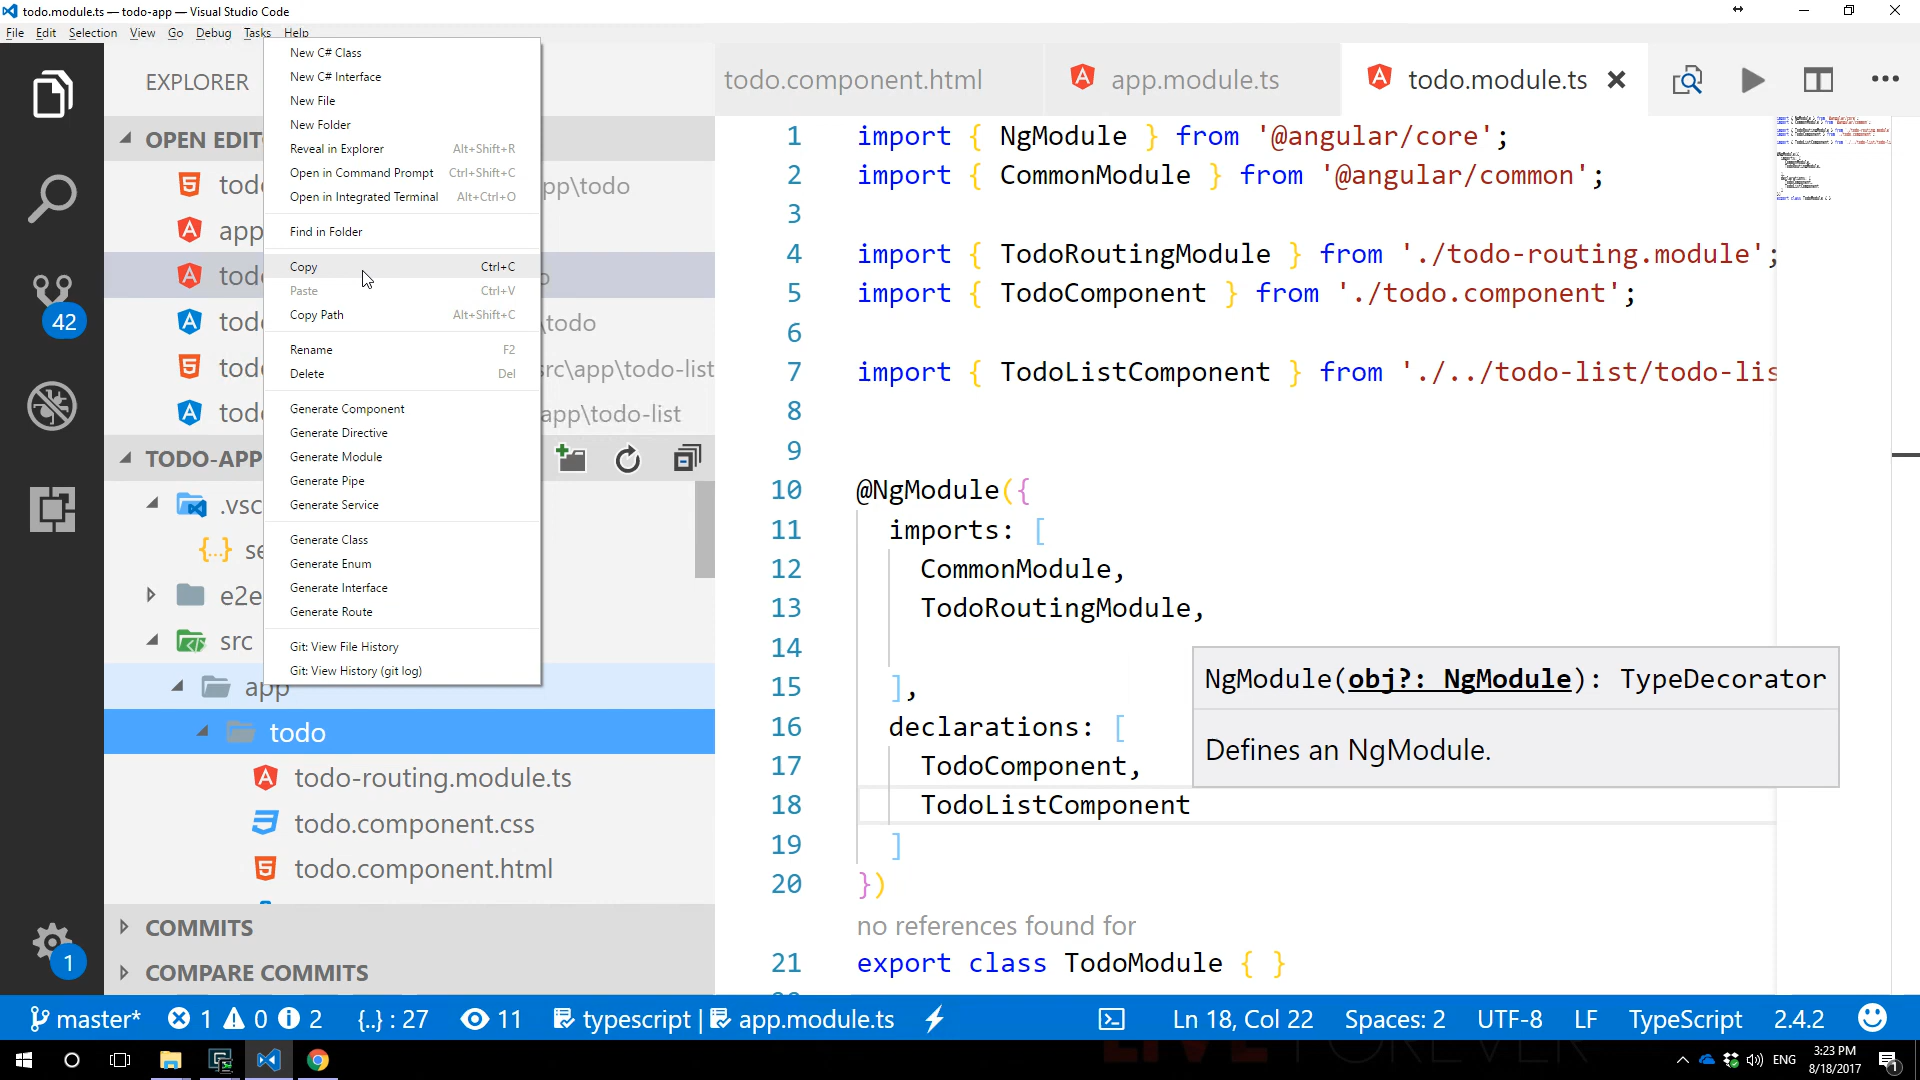 todo.module.ts — todo-app — Visual Studio Code
File Edit Selection View Go Debug Tasks Help
EXPLORER
OPEN EDIT
app\todo
app
\todo
src\app\todo-list
app\todo-list
TODO-APP
.vsc
e2e
src
app
todo
todo-routing.module.ts
todo.component.css
todo.component.html
COMMITS
COMPARE COMMITS
42
1
New C# Class
New C# Interface
New File
New Folder
Reveal in Explorer Alt+Shift+R
Open in Command Prompt Ctrl+Shift+C
Open in Integrated Terminal Alt+Ctrl+O
Find in Folder
Copy Ctrl+C
Paste Ctrl+V
Copy Path Alt+Shift+C
Rename F2
Delete Del
Generate Component
Generate Directive
Generate Module
Generate Pipe
Generate Service
Generate Class
Generate Enum
Generate Interface
Generate Route
Git: View File History
Git: View History (git log)
todo.component.html app.module.ts todo.module.ts
1 import { NgModule } from '@angular/core';
2 import { CommonModule } from '@angular/common';
3
4 import { TodoRoutingModule } from './todo-routing.module';
5 import { TodoComponent } from './todo.component';
6
7 import { TodoListComponent } from './../todo-list/todo-lis
8
9
10 @NgModule({
11 imports: [
12 CommonModule,
13 TodoRoutingModule,
14
15 ],
16 declarations: [
17 TodoComponent,
18 TodoListComponent
19 ]
20 })
no references found for
21 export class TodoModule { }
NgModule(obj?: NgModule): TypeDecorator
Defines an NgModule.
master* 1 0 2 {..} : 27 11 typescript | app.module.ts Ln 18, Col 22 Spaces: 2 UTF-8 LF TypeScript 2.4.2
ENG
3:23 PM
8/18/2017
1